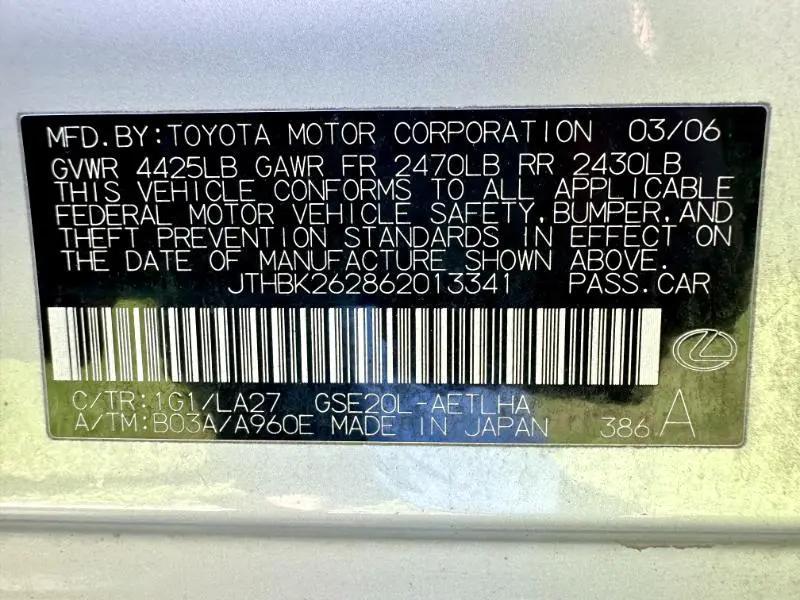 MFD.BY:TOYOTA MOTOR CORPORATION 03/06
GVWR 4425LB GAWR FR 2470LB RR 2430LB
THIS VEHICLE CONFORMS TO ALL APPLICABLE
FEDERAL MOTOR VEHICLE SAFETY,BUMPER,AND
THEFT PREVENTION STANDARDS IN EFFECT ON
THE DATE OF MANUFACTURE SHOWN ABOVE.
JTHBK262862013341 PASS.CAR
C/TR:1G1/LA27 GSE20L-AETLHA
A/TM:B03A/A960E MADE IN JAPAN 386 A